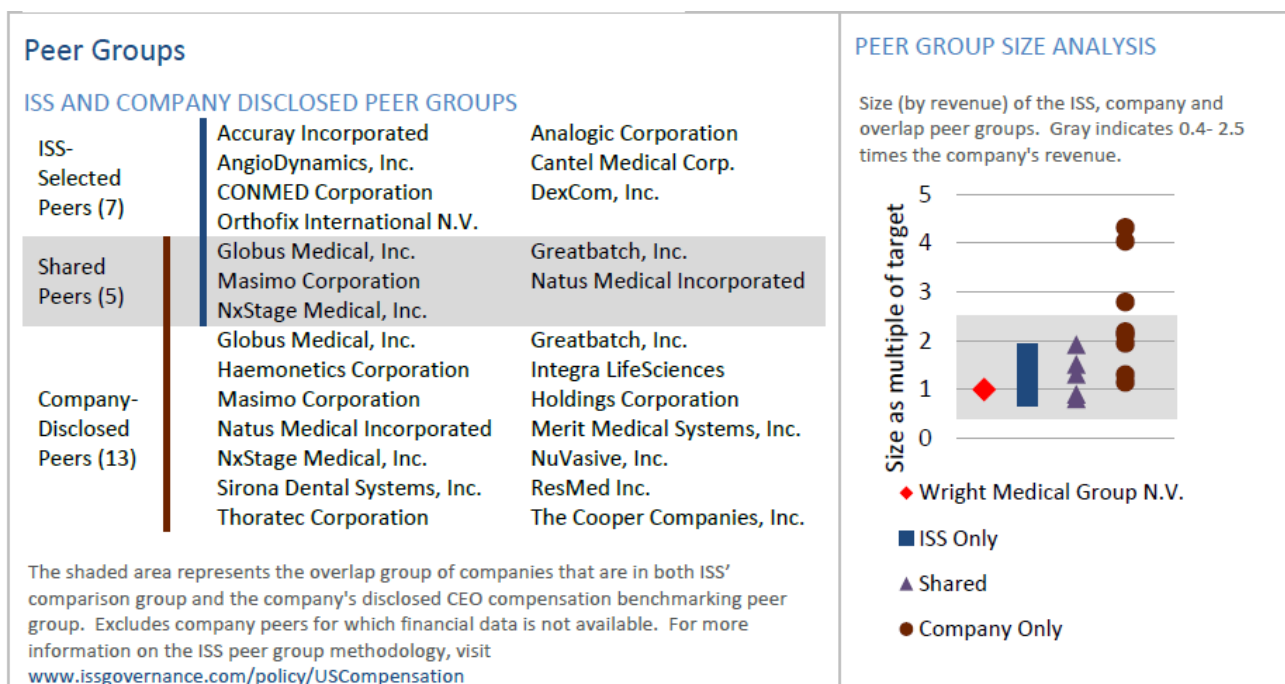 Peer Groups
ISS AND COMPANY DISCLOSED PEER GROUPS
ISS-
Selected
Peers (7)
Accuray Incorporated
Analogic Corporation
AngioDynamics, Inc.
Cantel Medical Corp.
CONMED Corporation
DexCom, Inc.
Orthofix International N.V.
Shared
Peers (5)
Globus Medical, Inc.
Greatbatch, Inc.
Masimo Corporation
Natus Medical Incorporated
NxStage Medical, Inc.
Company-
Disclosed
Peers (13)
Globus Medical, Inc.
Greatbatch, Inc.
Haemonetics Corporation
Integra LifeSciences
Masimo Corporation
Holdings Corporation
Natus Medical Incorporated
Merit Medical Systems, Inc.
NxStage Medical, Inc.
NuVasive, Inc.
Sirona Dental Systems, Inc.
ResMed Inc.
Thoratec Corporation
The Cooper Companies, Inc.
The shaded area represents the overlap group of companies that are in both ISS'
comparison group and the company's disclosed CEO compensation benchmarking peer
group. Excludes company peers for which financial data is not available. For more
information on the ISS peer group methodology, visit
www.issgovernance.com/policy/USCompensation
PEER GROUP SIZE ANALYSIS
Size (by revenue) of the ISS, company and
overlap peer groups. Gray indicates 0.4- 2.5
times the company's revenue.
Size as multiple of target
5
4
3
2
1
0
Wright Medical Group N.V.
ISS Only
Shared
Company Only